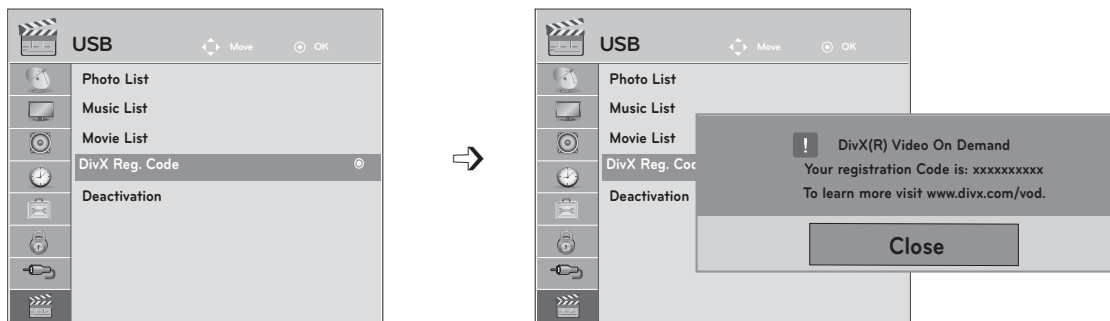 USB Move OK
Photo List
Music List
Movie List
DivX Reg. Code
Deactivation
USB Move OK
Photo List
Music List
Movie List
DivX Reg. Cod
Deactivation
! DivX(R) Video On Demand
Your registration Code is: xxxxxxxxxx
To learn more visit www.divx.com/vod.
Close